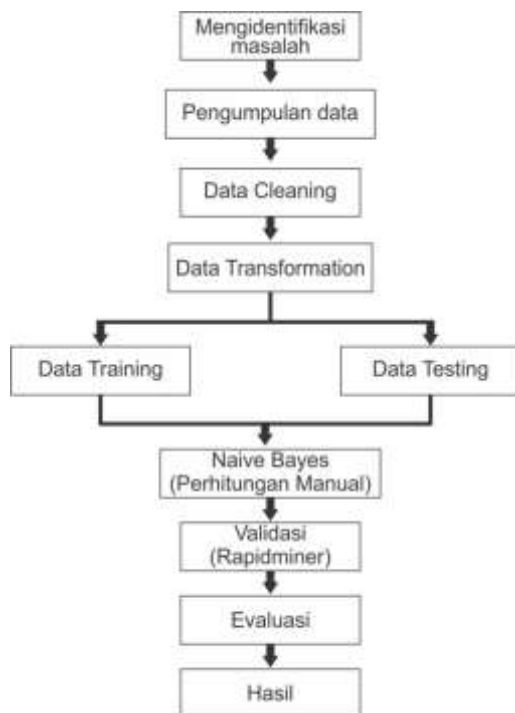 Mengidentifikasi
masalah
Pengumpulan data
Data Cleaning
Data Transformation
Data Training
Data Testing
Naive Bayes
(Perhitungan Manual)
Validasi
(Rapidminer)
Evaluasi
Hasil